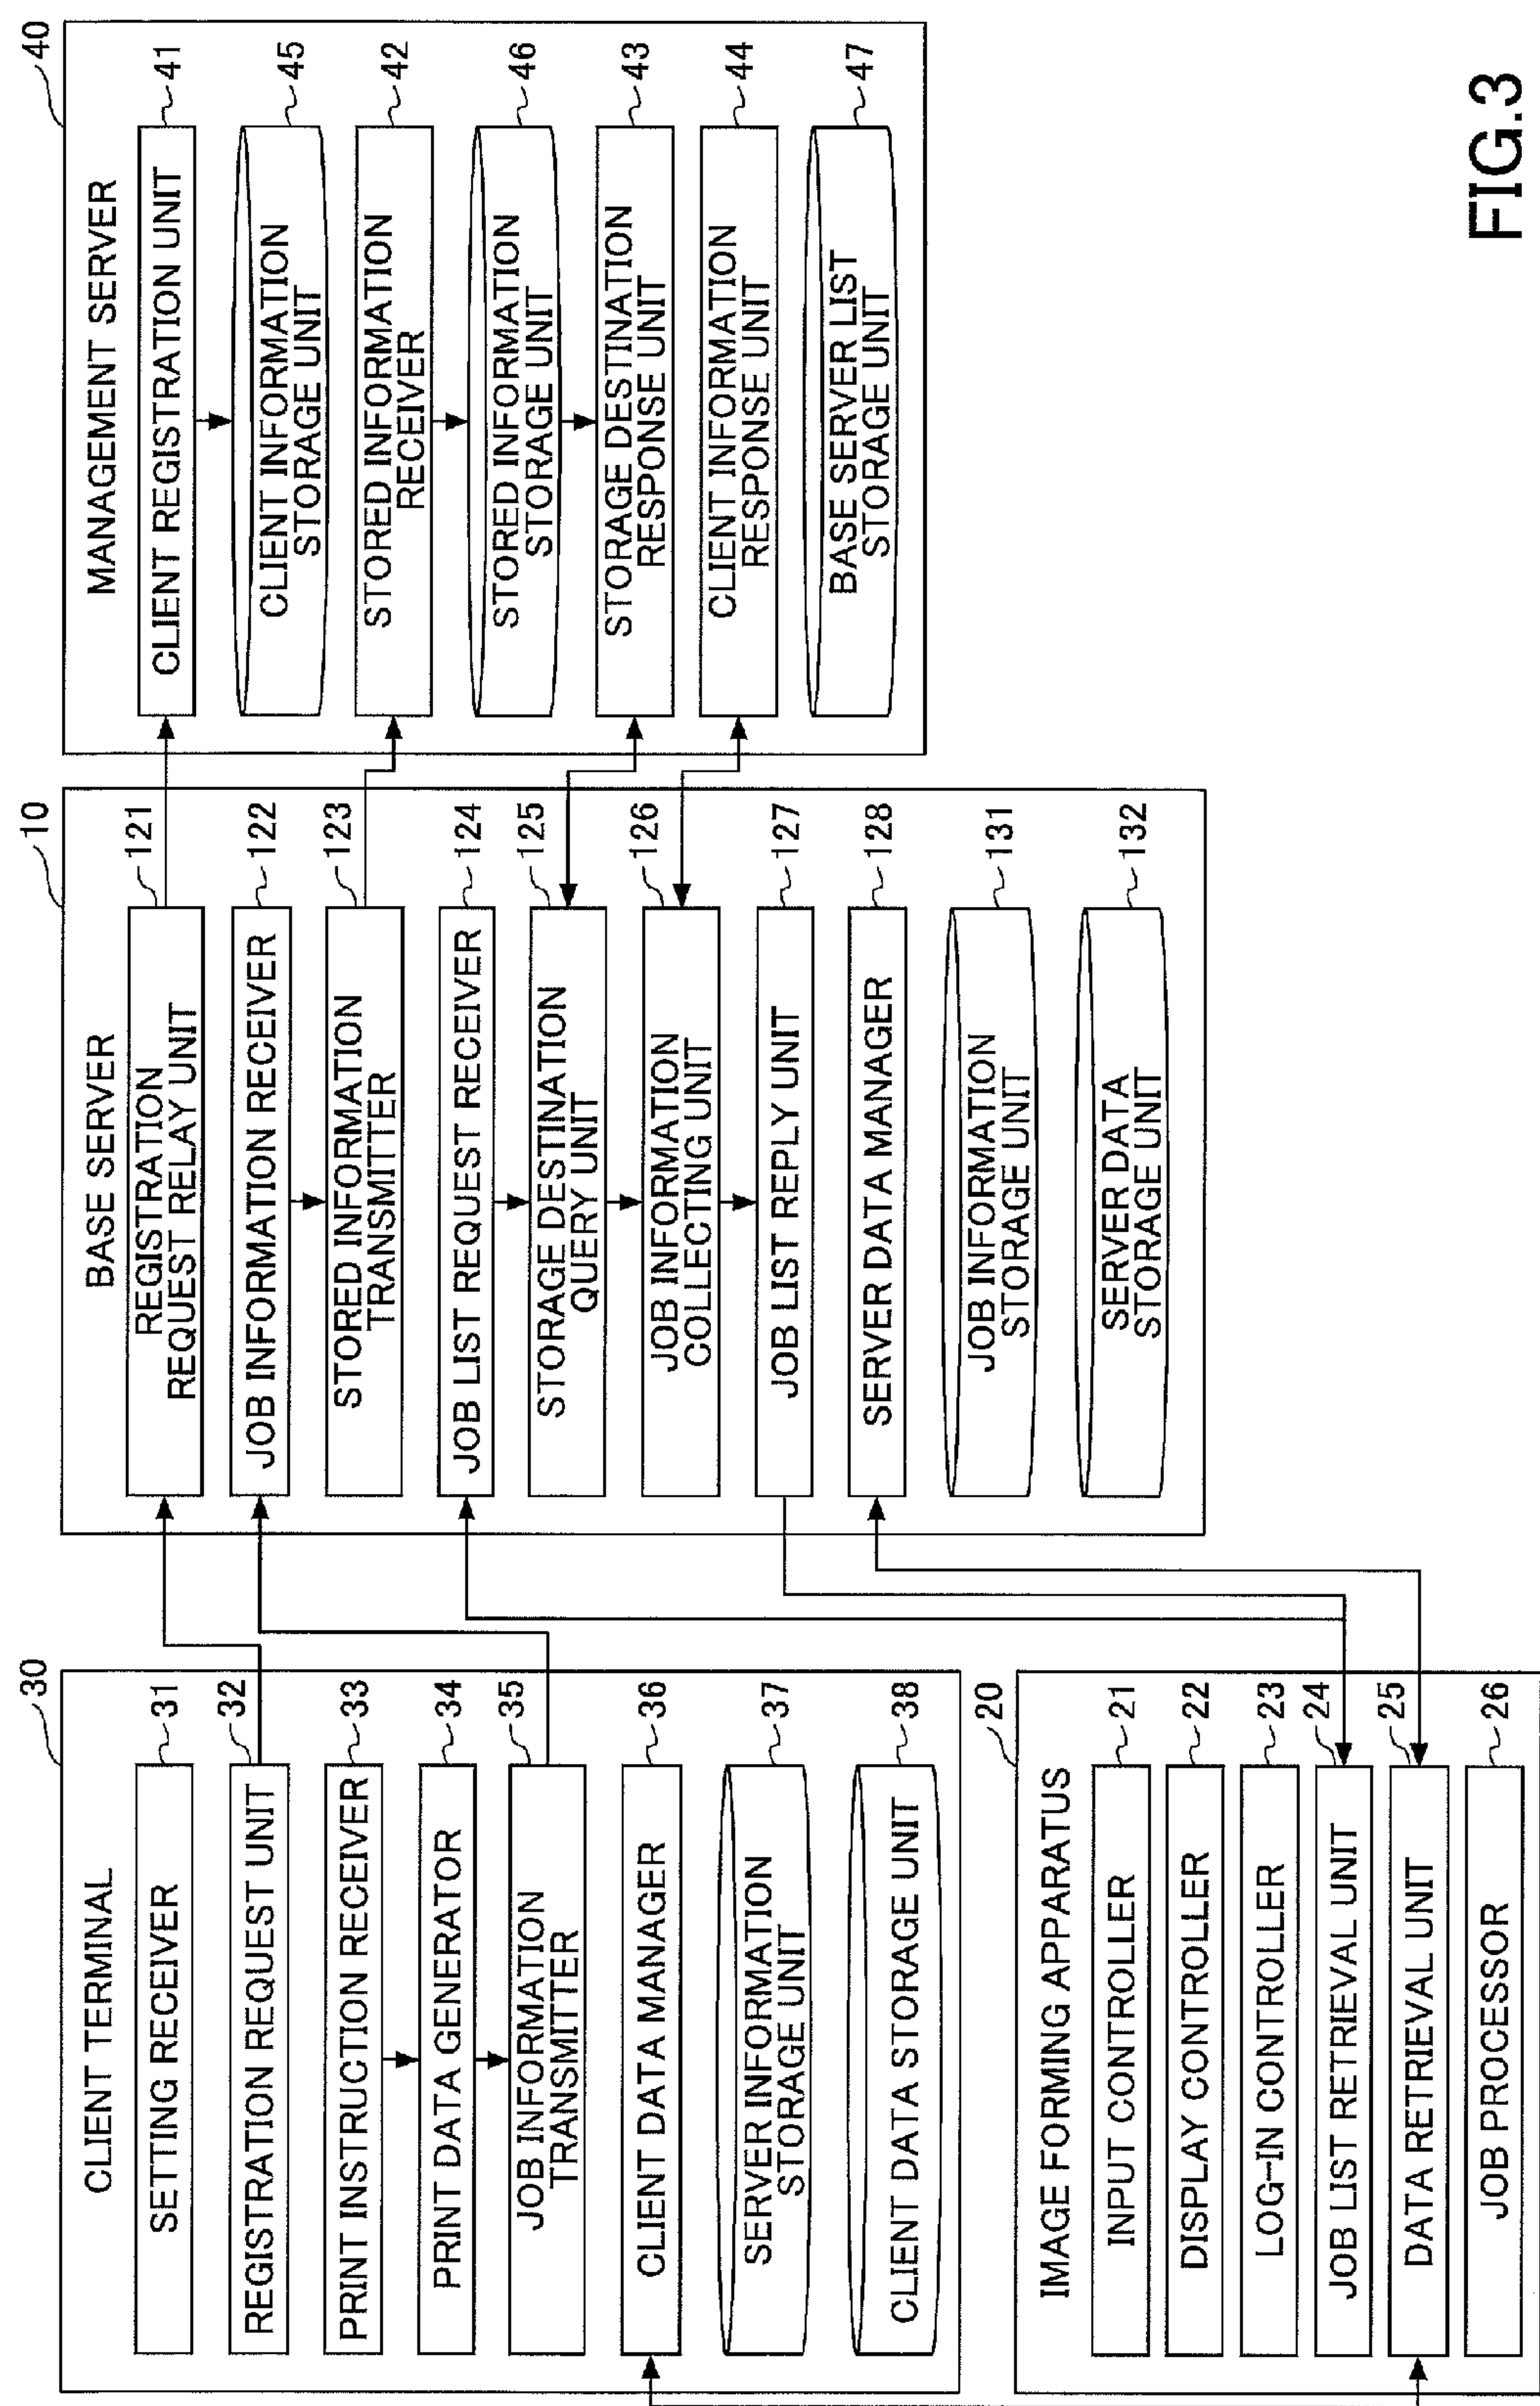 30
CLIENT TERMINAL
SETTING RECEIVER
31
REGISTRATION REQUEST UNIT
32
PRINT INSTRUCTION RECEIVER
33
PRINT DATA GENERATOR
34
JOB INFORMATION
TRANSMITTER
35
CLIENT DATA MANAGER
36
SERVER INFORMATION
STORAGE UNIT
37
CLIENT DATA STORAGE UNIT
38
20
IMAGE FORMING APPARATUS
INPUT CONTROLLER
21
DISPLAY CONTROLLER
22
LOG-IN CONTROLLER
23
JOB LIST RETRIEVAL UNIT
24
DATA RETRIEVAL UNIT
25
JOB PROCESSOR
26
10
BASE SERVER
REGISTRATION
REQUEST RELAY UNIT
121
JOB INFORMATION RECEIVER
122
STORED INFORMATION
TRANSMITTER
123
JOB LIST REQUEST RECEIVER
124
STORAGE DESTINATION
QUERY UNIT
125
JOB INFORMATION
COLLECTING UNIT
126
JOB LIST REPLY UNIT
127
SERVER DATA MANAGER
128
JOB INFORMATION
STORAGE UNIT
131
SERVER DATA
STORAGE UNIT
132
40
MANAGEMENT SERVER
CLIENT REGISTRATION UNIT
41
CLIENT INFORMATION
STORAGE UNIT
45
STORED INFORMATION
RECEIVER
42
STORED INFORMATION
STORAGE UNIT
46
STORAGE DESTINATION
RESPONSE UNIT
43
CLIENT INFORMATION
RESPONSE UNIT
44
BASE SERVER LIST
STORAGE UNIT
47
FIG.3